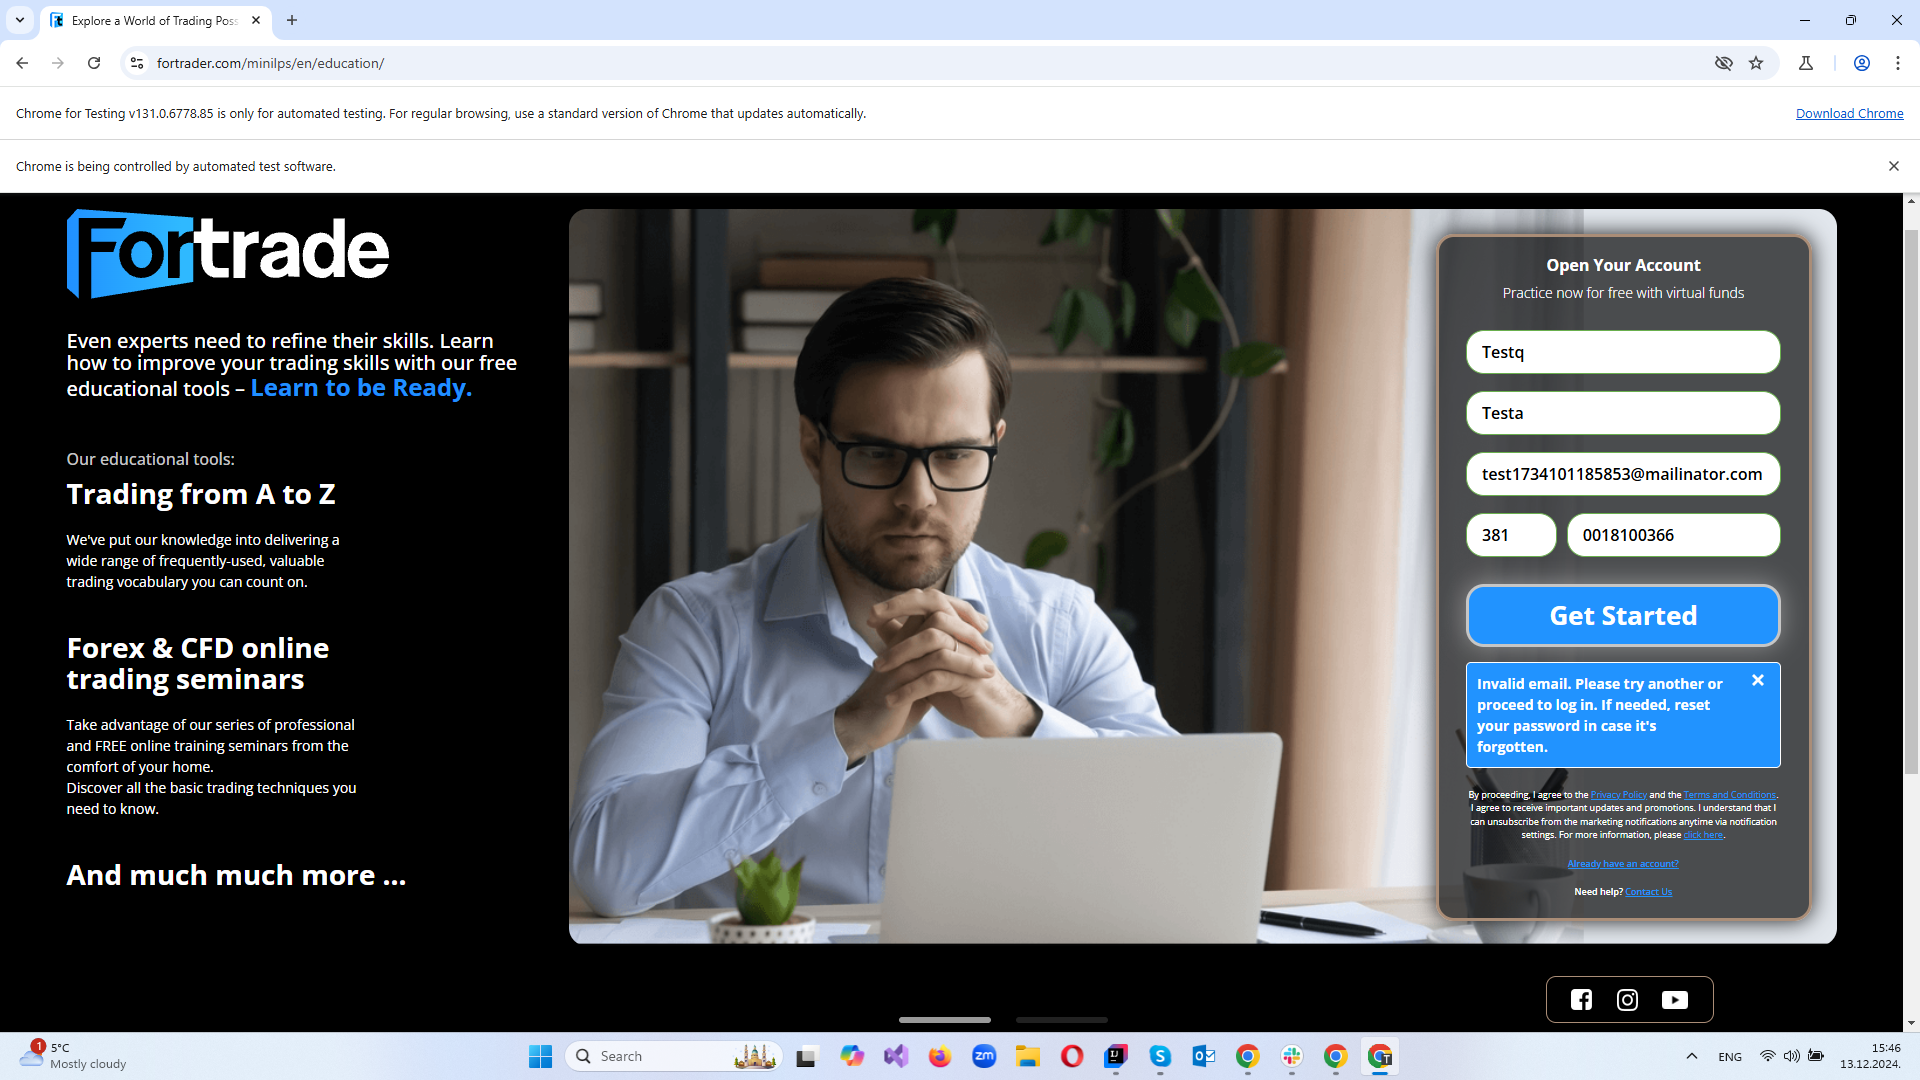 Explore a World of Trading Poss
fortrader.com/minilps/en/education/
Chrome for Testing v131.0.6778.85 is only for automated testing. For regular browsing, use a standard version of Chrome that updates automatically.
Download Chrome
Chrome is being controlled by automated test software.
Fortrade
Even experts need to refine their skills. Learn
how to improve your trading skills with our free
educational tools – Learn to be Ready.
Our educational tools:
Trading from A to Z
We've put our knowledge into delivering a
wide range of frequently-used, valuable
trading vocabulary you can count on.
Forex & CFD online
trading seminars
Take advantage of our series of professional
and FREE online training seminars from the
comfort of your home.
Discover all the basic trading techniques you
need to know.
And much much more ...
Open Your Account
Practice now for free with virtual funds
Testq
Testa
test1734101185853@mailinator.com
381 0018100366
Get Started
Invalid email. Please try another or
proceed to log in. If needed, reset
your password in case it's
forgotten.
By proceeding, I agree to the Privacy Policy and the Terms and Conditions.
I agree to receive important updates and promotions. I understand that I
can unsubscribe from the marketing notifications anytime via notification
settings. For more information, please click here.
Already have an account?
Need help? Contact Us
1
5°C
Mostly cloudy
Search
zm
ENG
15:46
13.12.2024.